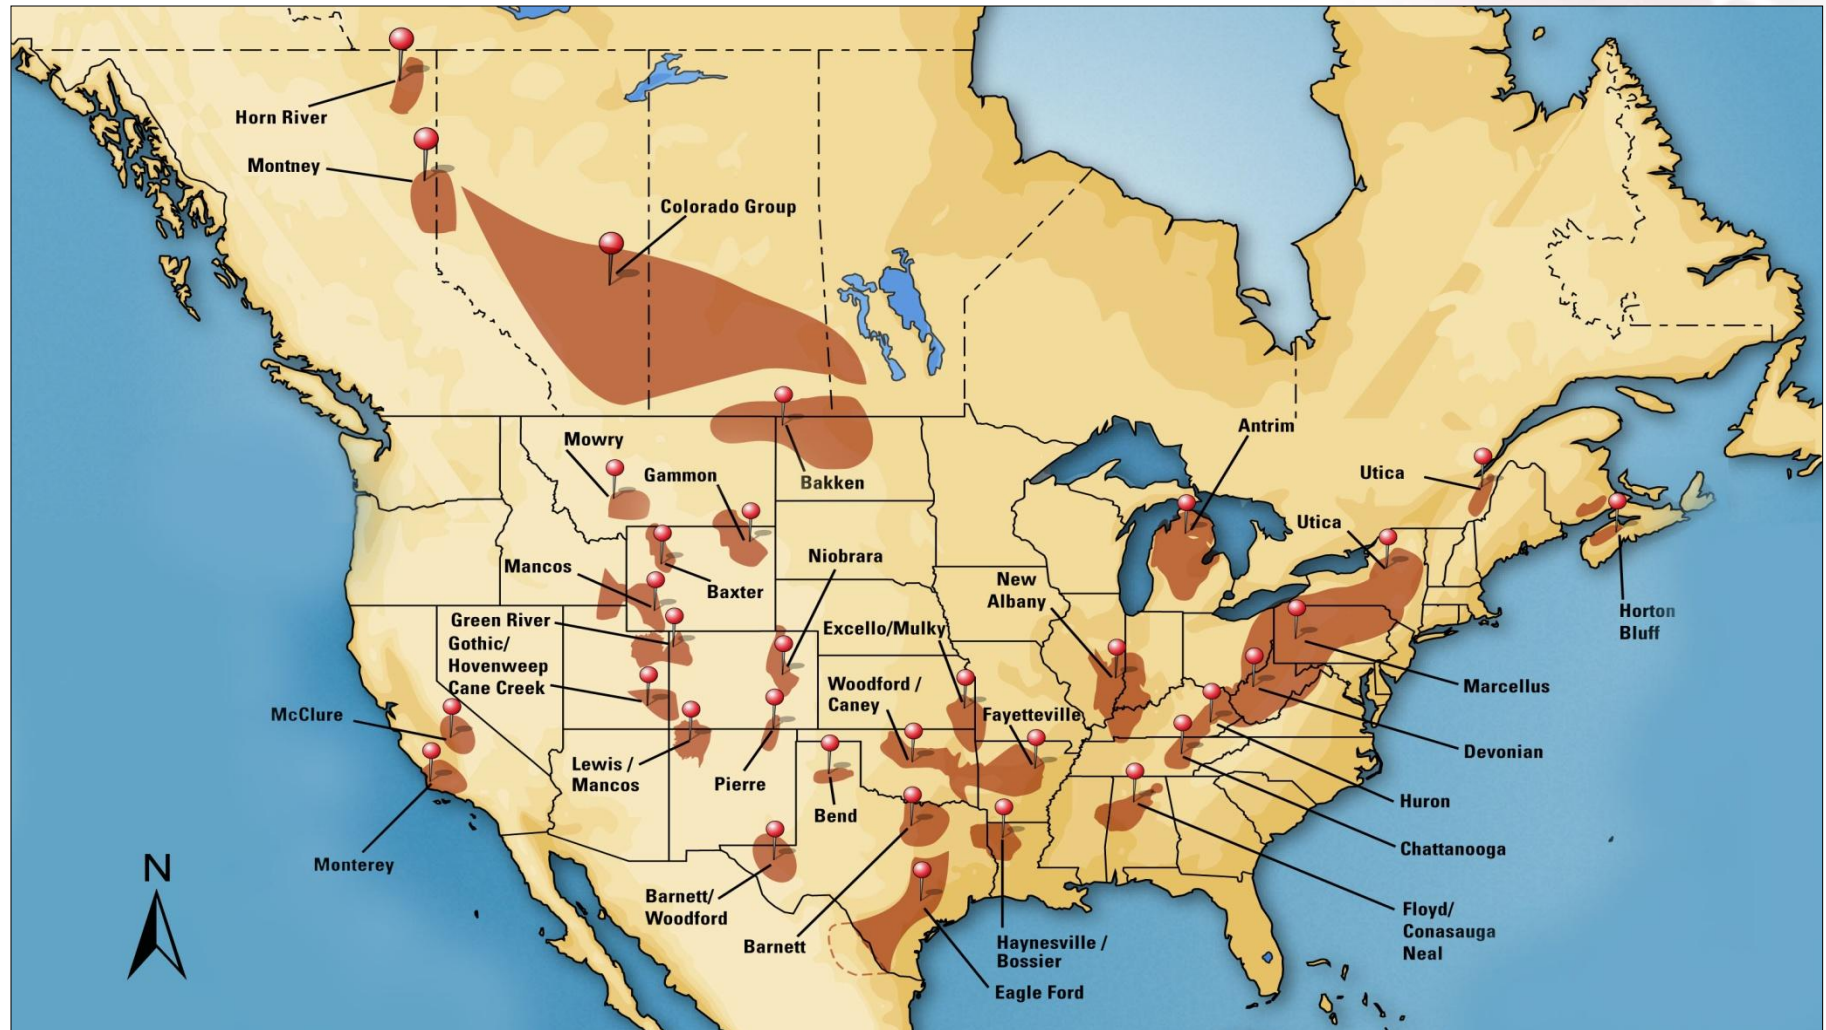 Horn River
Montney
Colorado Group
Mowry
Gammon
Bakken
Antrim
Utica
Utica
Mancos
Baxter
Niobrara
New
Albany
Green River
Gothic/
Hovenweep
Cane Creek
Excello/Mulky
Horton
Bluff
Woodford /
Caney
Fayetteville
Marcellus
McClure
Devonian
Lewis /
Mancos
Pierre
Bend
Huron
Chattanooga
Monterey
N
Barnett/
Woodford
Barnett
Haynesville /
Bossier
Eagle Ford
Floyd/
Conasauga
Neal